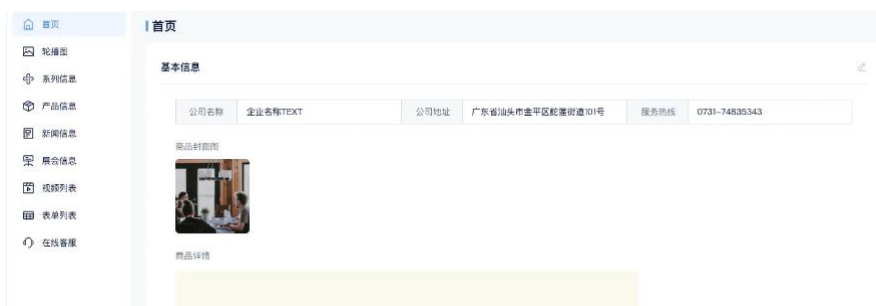 首页
轮播图
系列信息
产品信息
新闻信息
展会信息
视频列表
表单列表
在线客服
首页
基本信息
公司名称 企业名称TEXT 公司地址 广东省汕头市金平区鮀莲街道101号 服务热线 0731-74835343
商品封面图
商品详情